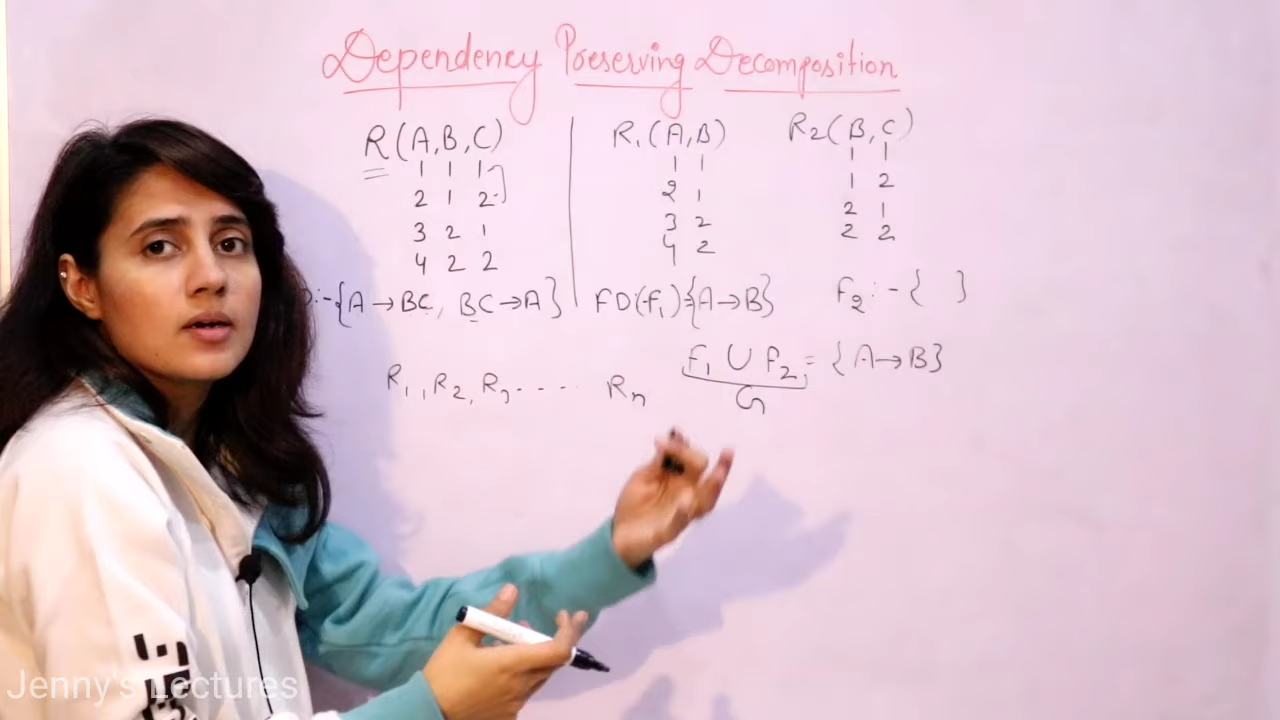 Dependency Preserving Decomposition
R (A,B,C)
1 1 1
2 1 2
3 2 1
4 2 2
:-{A→BC, BC→A}
R1 (A,B)
1 1
2 1
3 2
4 2
FD(f1) {A→B}
R2 (B,C)
1 1
1 2
2 1
2 2
F2 :- { }
R1, R2, R3 ---- Rn
F1 ∪ F2 = {A→B}
G
Jenny's Lectures